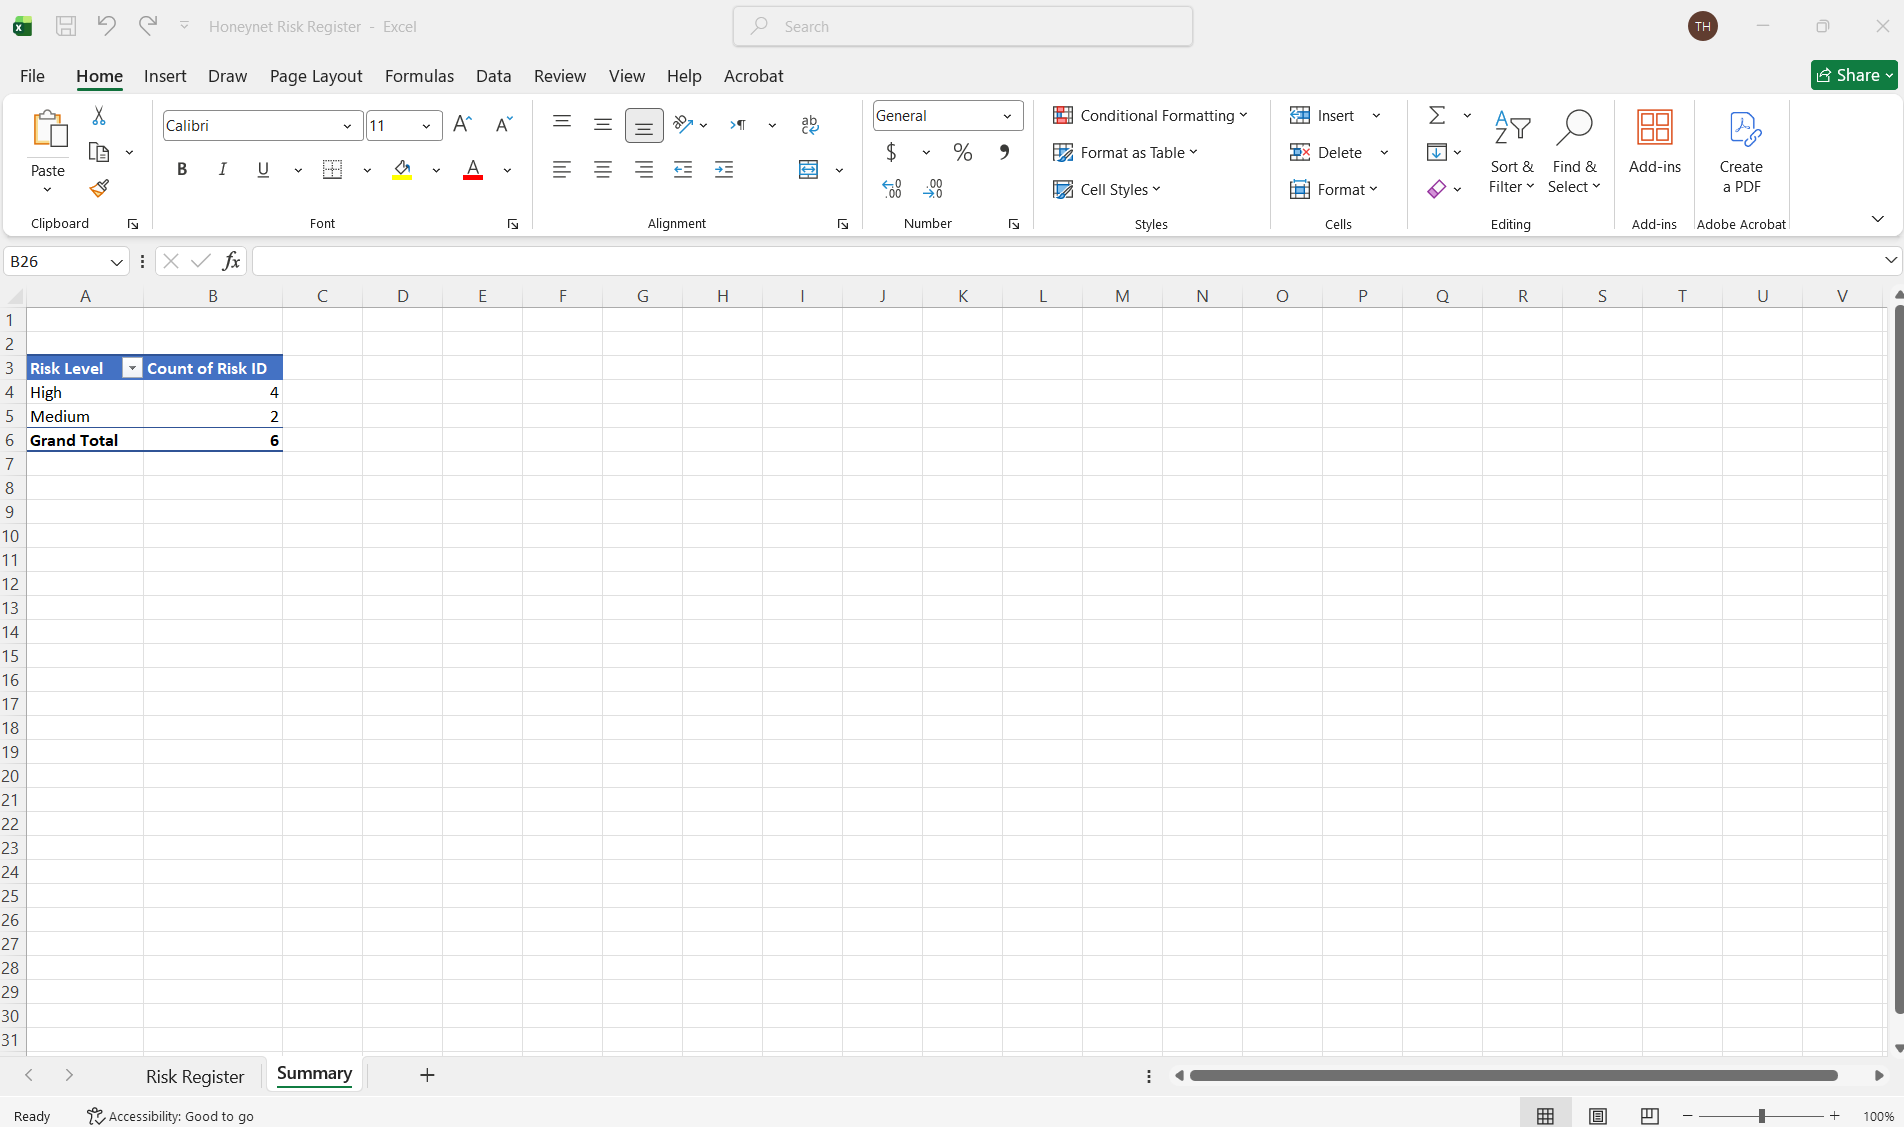 Honeynet Risk Register - Excel
Search
TH
File Home Insert Draw Page Layout Formulas Data Review View Help Acrobat
Share
Paste
Clipboard
Calibri 11
B I U A
Font
ab
Alignment
General
$ % 9
Number
Conditional Formatting
Format as Table
Cell Styles
Styles
Insert
Delete
Format
Cells
Sort & Filter
Find & Select
Editing
Add-ins
Add-ins
Create a PDF
Adobe Acrobat
B26 fx
A B C D E F G H I J K L M N O P Q R S T U V
1
2
3 Risk Level Count of Risk ID
4 High 4
5 Medium 2
6 Grand Total 6
7
8
9
10
11
12
13
14
15
16
17
18
19
20
21
22
23
24
25
26
27
28
29
30
31
Risk Register Summary +
Ready Accessibility: Good to go 100%